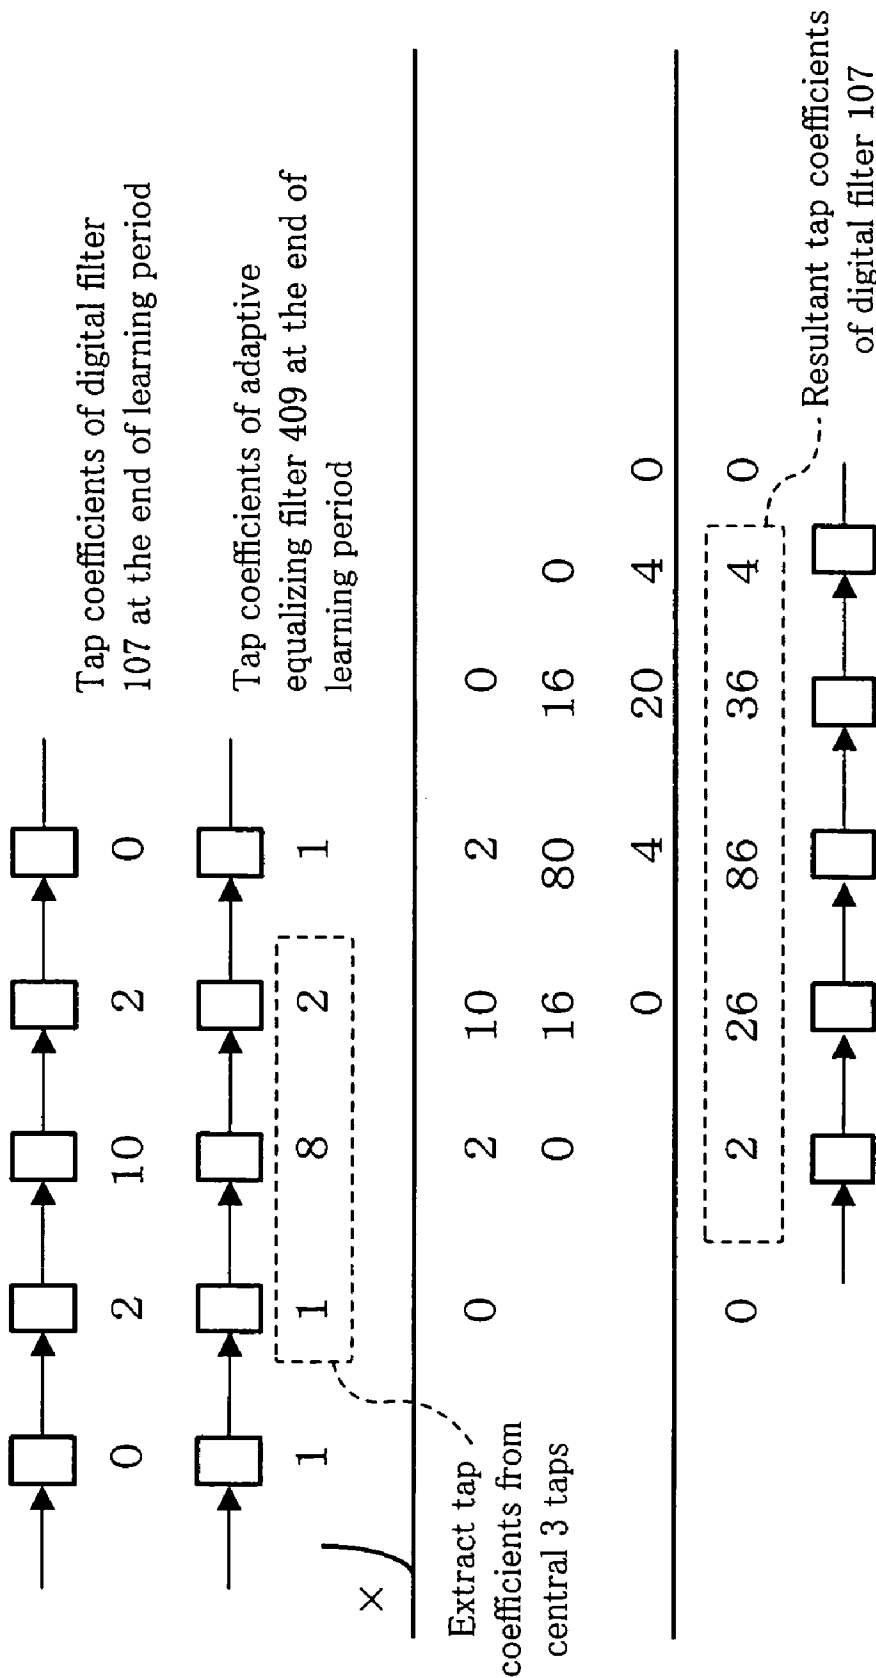 0 2 10 2 0
Tap coefficients of digital filter
107 at the end of learning period
1 1 8 2 1
Tap coefficients of adaptive
equalizing filter 409 at the end of
learning period
×
Extract tap
coefficients from
central 3 taps
0 2 10 2 0
0 16 80 16 0
0 4 20 4 0
0 2 26 86 36 4 0
Resultant tap coefficients
of digital filter 107